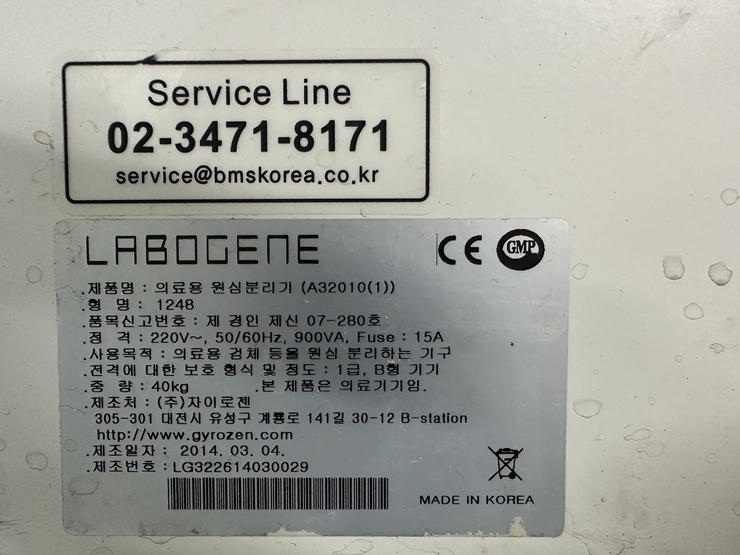 Service Line
02-3471-8171
service@bmskorea.co.kr
LABOGENE CE GMP
.제품명 : 의료용 원심분리기 (A32010(1))
.형 명 : 1248
.품목신고번호 : 제 경인 제신 07-280호
.정 격 : 220V~, 50/60Hz, 900VA, Fuse : 15A
.사용목적 : 의료용 검체 등을 원심 분리하는 기구
.전격에 대한 보호 형식 및 정도 : 1급, B형 기기
.중 량 : 40kg .본 제품은 의료기기임.
.제조처 : (주)자이로젠
305-301 대전시 유성구 계룡로 141길 30-12 B-station
http://www.gyrozen.com
.제조일자 : 2014. 03. 04.
.제조번호 : LG322614030029
MADE IN KOREA